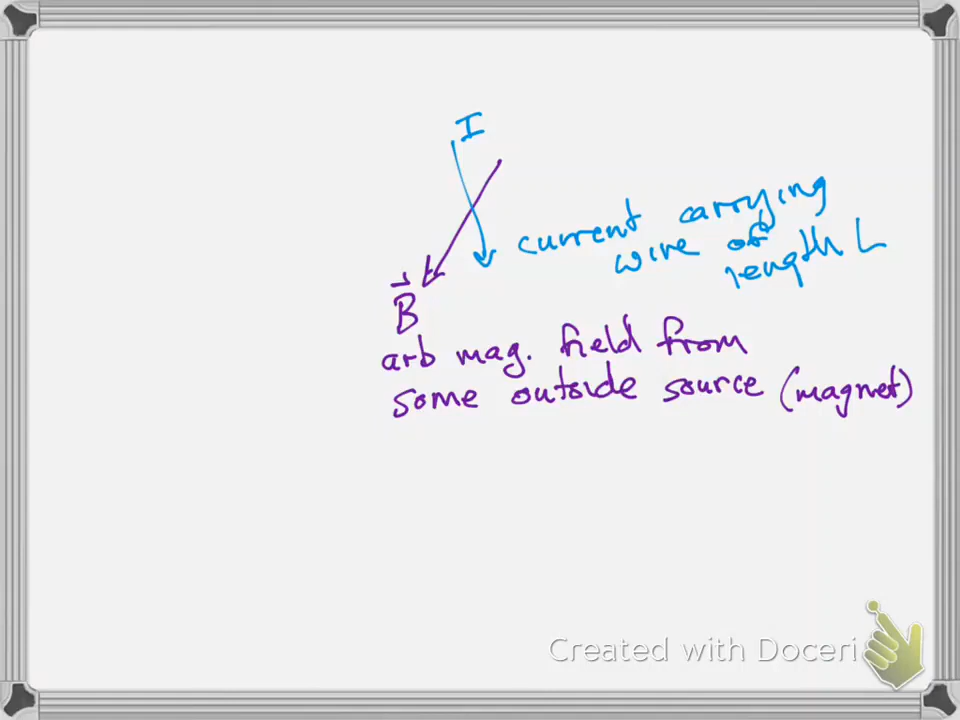 I
current carrying
wire of
length L
B
arb mag. field from
some outside source (magnet)
Created with Doceri